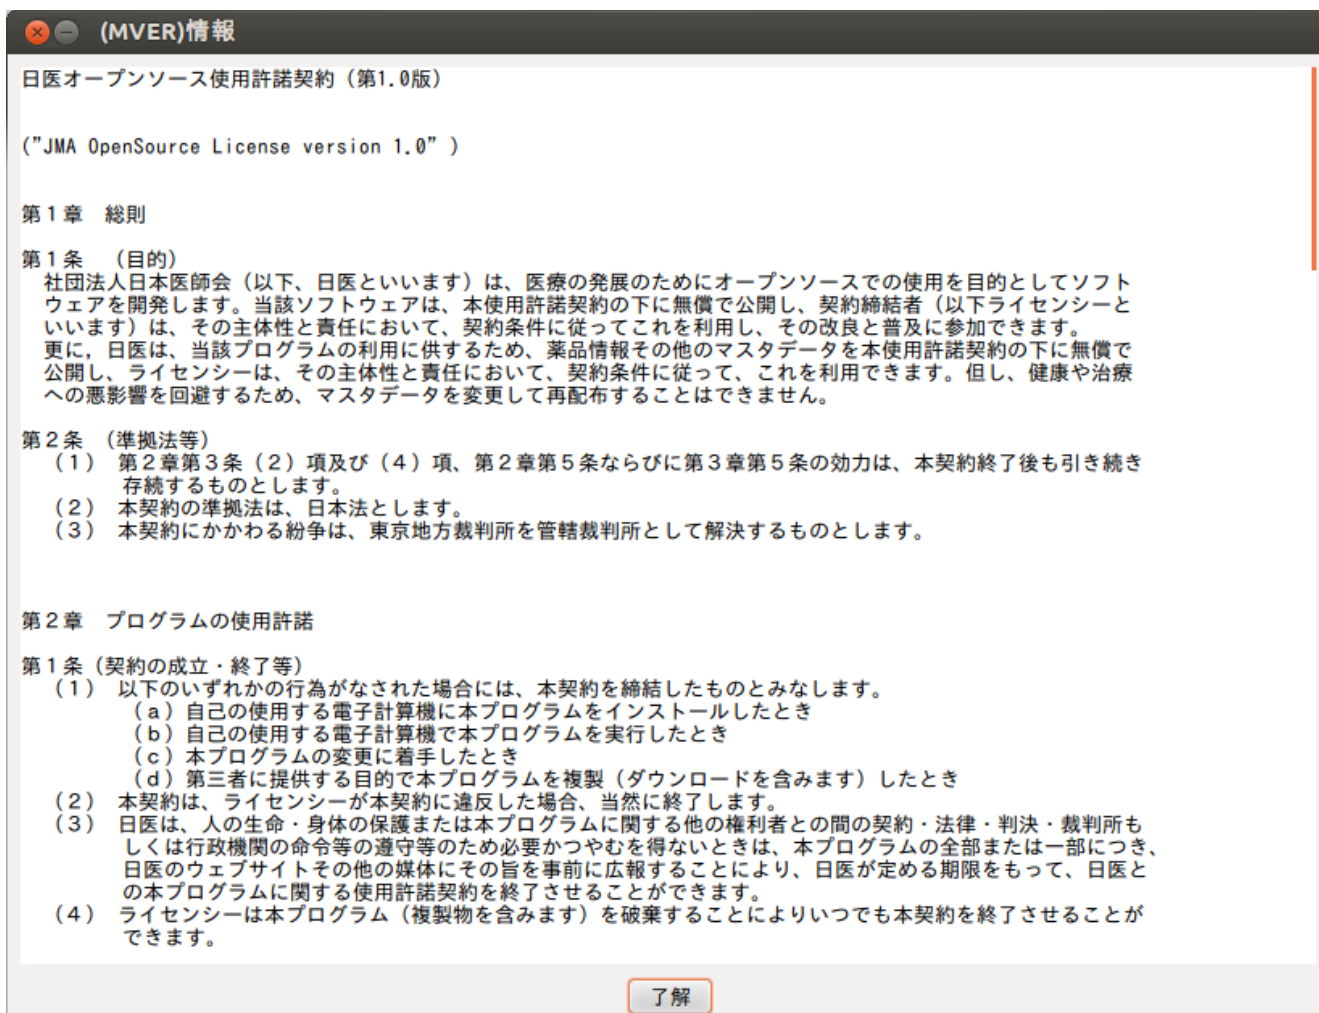 (MVER)情報
日医オープンソース使用許諾契約（第1.0版）
("JMA OpenSource License version 1.0" )
第１章　総則
第１条　（目的）
社団法人日本医師会（以下、日医といいます）は、医療の発展のためにオープンソースでの使用を目的としてソフト
ウェアを開発します。当該ソフトウェアは、本使用許諾契約の下に無償で公開し、契約締結者（以下ライセンシーと
いいます）は、その主体性と責任において、契約条件に従ってこれを利用し、その改良と普及に参加できます。
更に，日医は、当該プログラムの利用に供するため、薬品情報その他のマスタデータを本使用許諾契約の下に無償で
公開し、ライセンシーは、その主体性と責任において、契約条件に従って、これを利用できます。但し、健康や治療
への悪影響を回避するため、マスタデータを変更して再配布することはできません。
第２条　（準拠法等）
（１）　第２章第３条（２）項及び（４）項、第２章第５条ならびに第３章第５条の効力は、本契約終了後も引き続き
存続するものとします。
（２）　本契約の準拠法は、日本法とします。
（３）　本契約にかかわる紛争は、東京地方裁判所を管轄裁判所として解決するものとします。
第２章　プログラムの使用許諾
第１条（契約の成立・終了等）
（１）　以下のいずれかの行為がなされた場合には、本契約を締結したものとみなします。
（ａ）自己の使用する電子計算機に本プログラムをインストールしたとき
（ｂ）自己の使用する電子計算機で本プログラムを実行したとき
（ｃ）本プログラムの変更に着手したとき
（ｄ）第三者に提供する目的で本プログラムを複製（ダウンロードを含みます）したとき
（２）　本契約は、ライセンシーが本契約に違反した場合、当然に終了します。
（３）　日医は、人の生命・身体の保護または本プログラムに関する他の権利者との間の契約・法律・判決・裁判所も
しくは行政機関の命令等の遵守等のため必要かつやむを得ないときは、本プログラムの全部または一部につき、
日医のウェブサイトその他の媒体にその旨を事前に広報することにより、日医が定める期限をもって、日医と
の本プログラムに関する使用許諾契約を終了させることができます。
（４）　ライセンシーは本プログラム（複製物を含みます）を破棄することによりいつでも本契約を終了させることが
できます。
了解